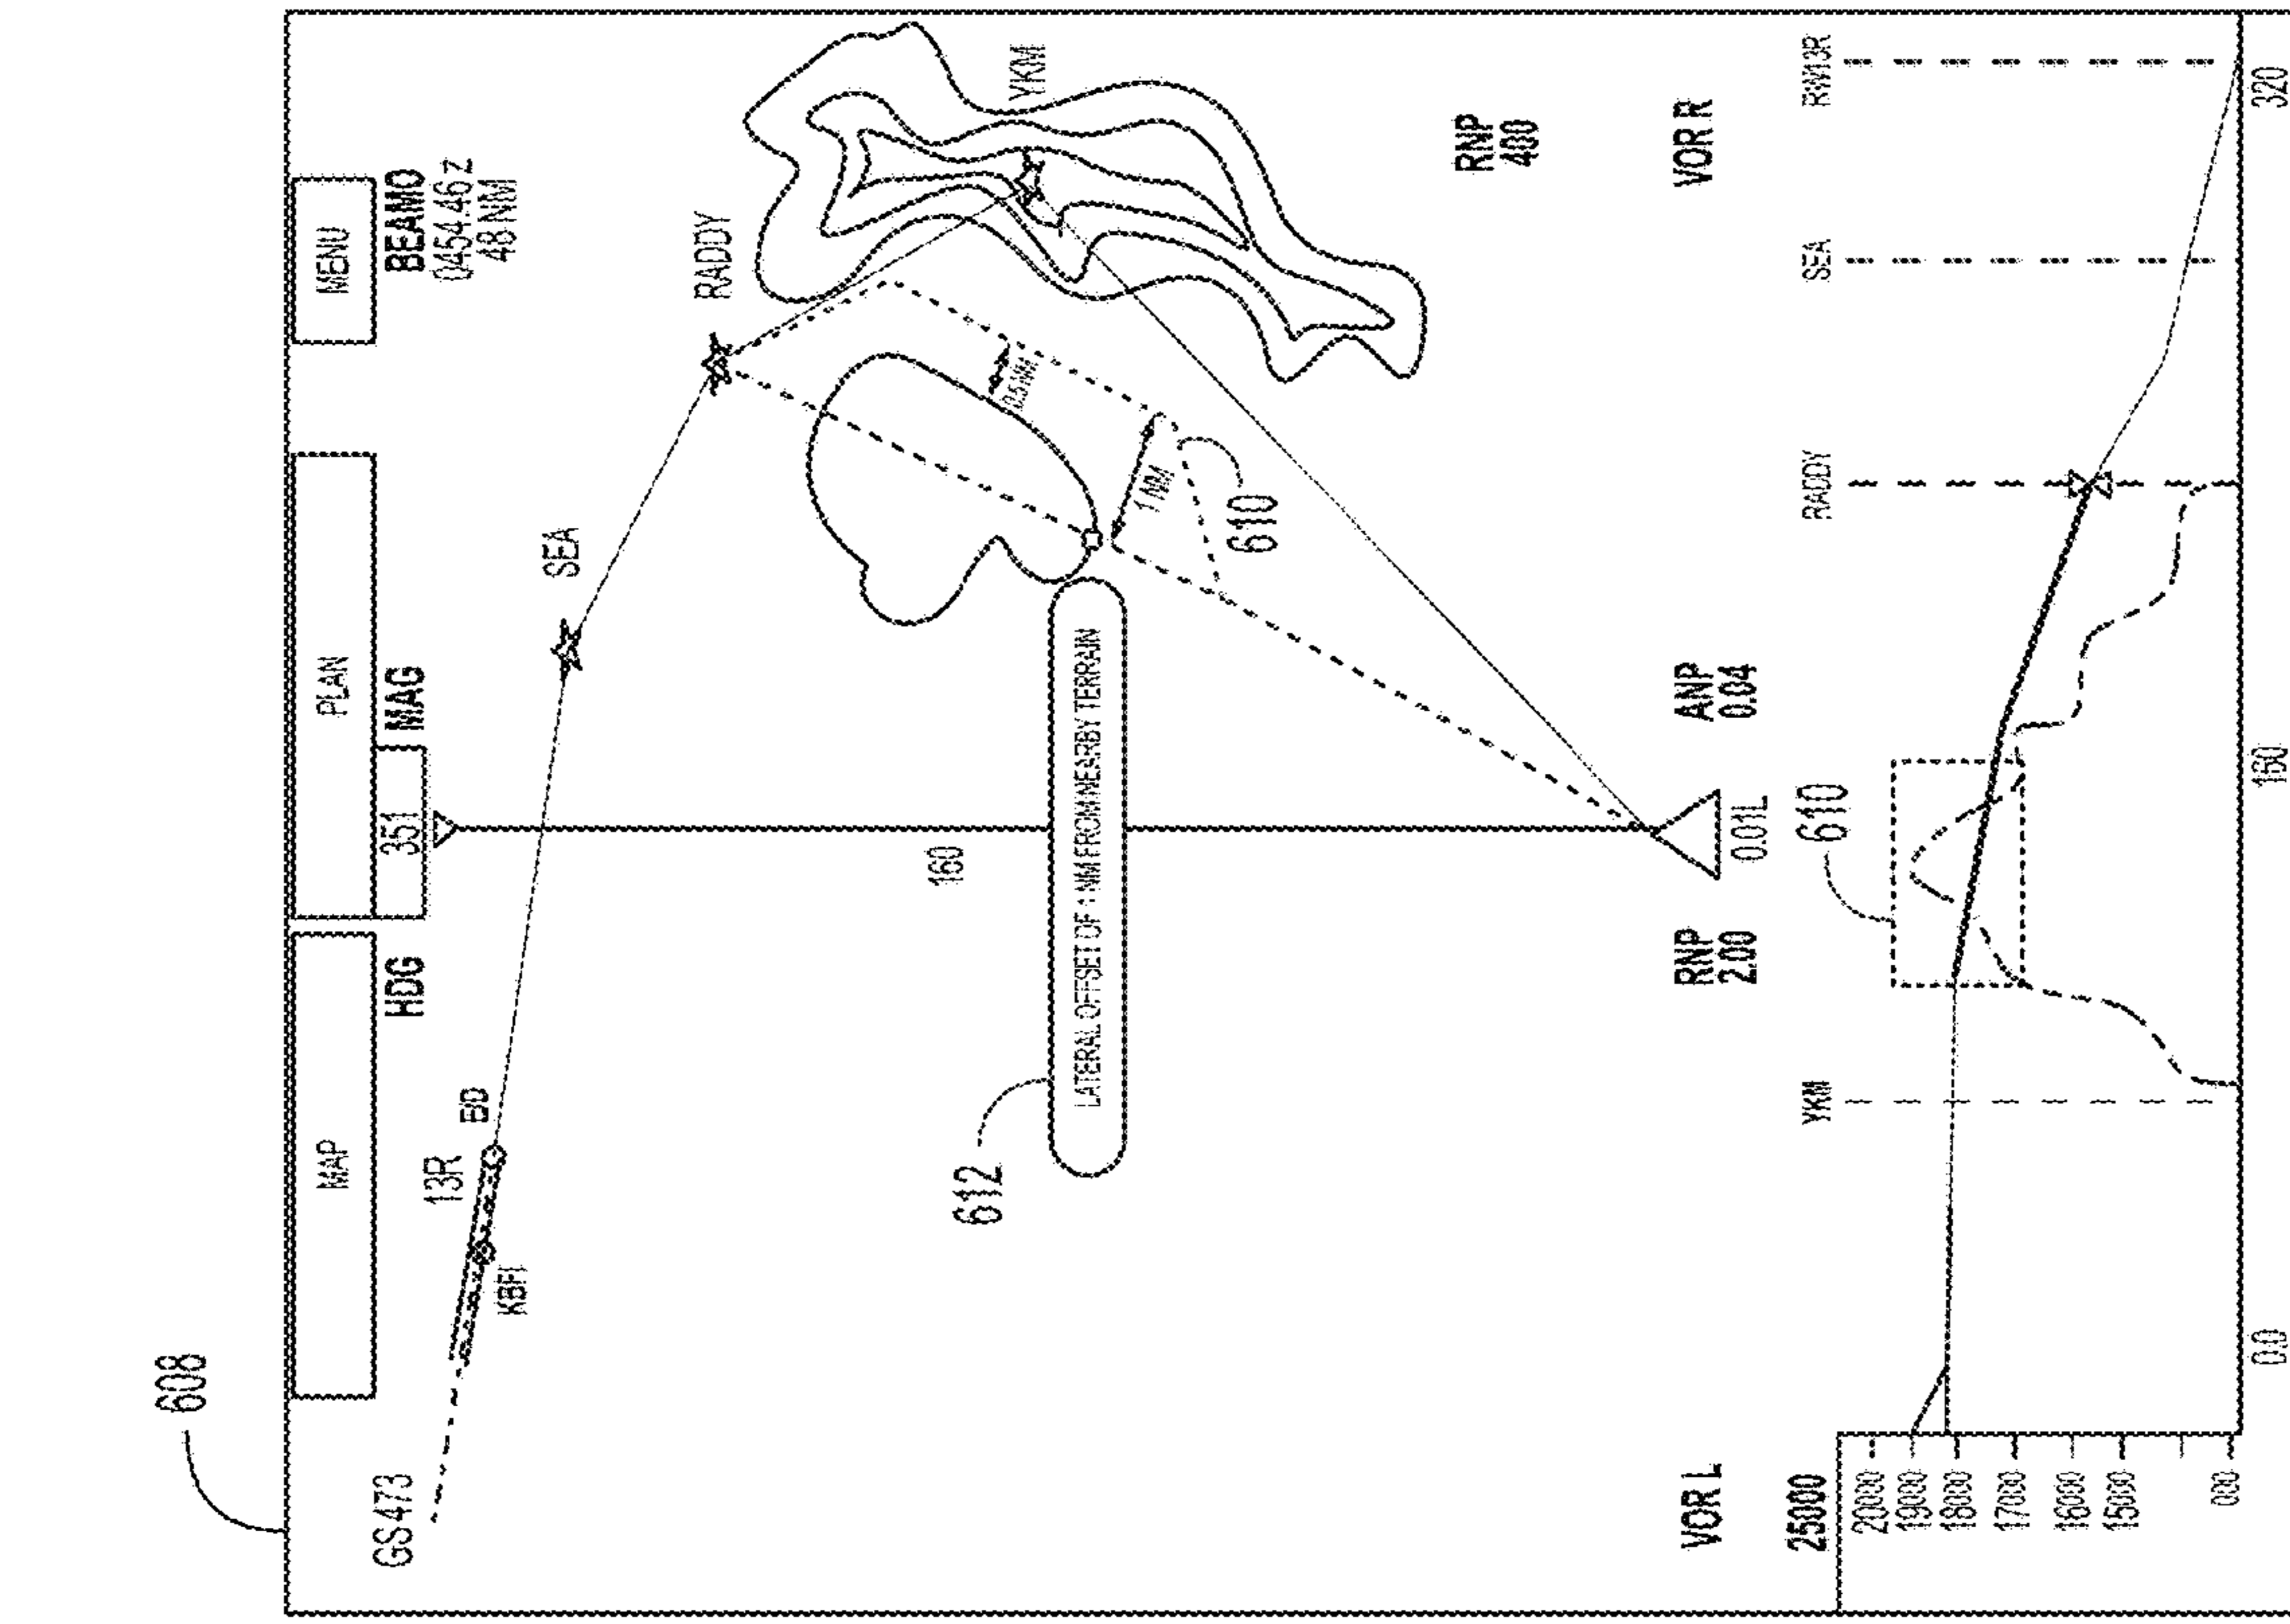 608
MAP
PLAN
MENU
GS 473
HDG
351
MAG
BEAMO
0454.46 z
48 NM
13R
BD
KBFI
SEA
RADDY
YKM
160
0.5 NM
1 NM
610
612
LATERAL OFFSET OF 1 NM FROM NEARBY TERRAIN
RNP
400
VOR L
RNP
2.00
0.01L
ANP
0.04
VOR R
25000
610
YKM
RADDY
SEA
RW13R
20000
19000
18000
17000
16000
15000
000
0.0
160
320